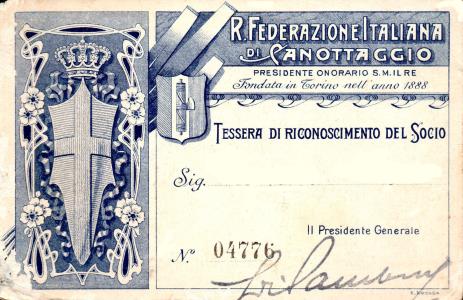 R. FEDERAZIONE ITALIANA
DI CANOTTAGGIO
PRESIDENTE ONORARIO S. M. IL RE
Fondata in Torino nell'anno 1888
TESSERA DI RICONOSCIMENTO DEL SOCIO
Sig.
Il Presidente Generale
N.° 04776